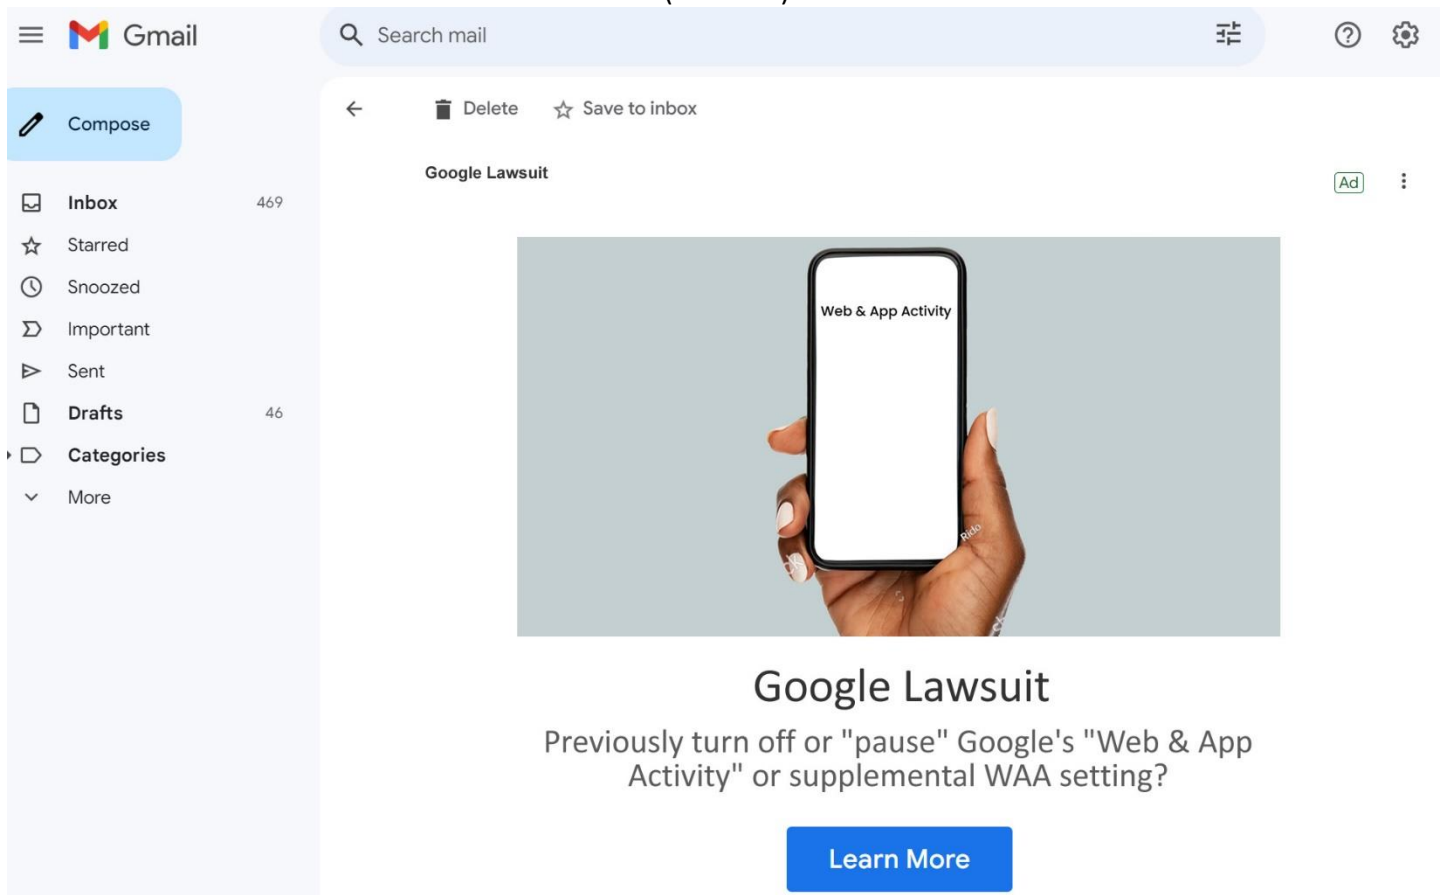 Gmail
Search mail
Compose
Delete
Save to inbox
Google Lawsuit
Ad
Inbox 469
Starred
Snoozed
Important
Sent
Drafts 46
Categories
More
Web & App Activity
Rido
Google Lawsuit
Previously turn off or "pause" Google's "Web & App
Activity" or supplemental WAA setting?
Learn More